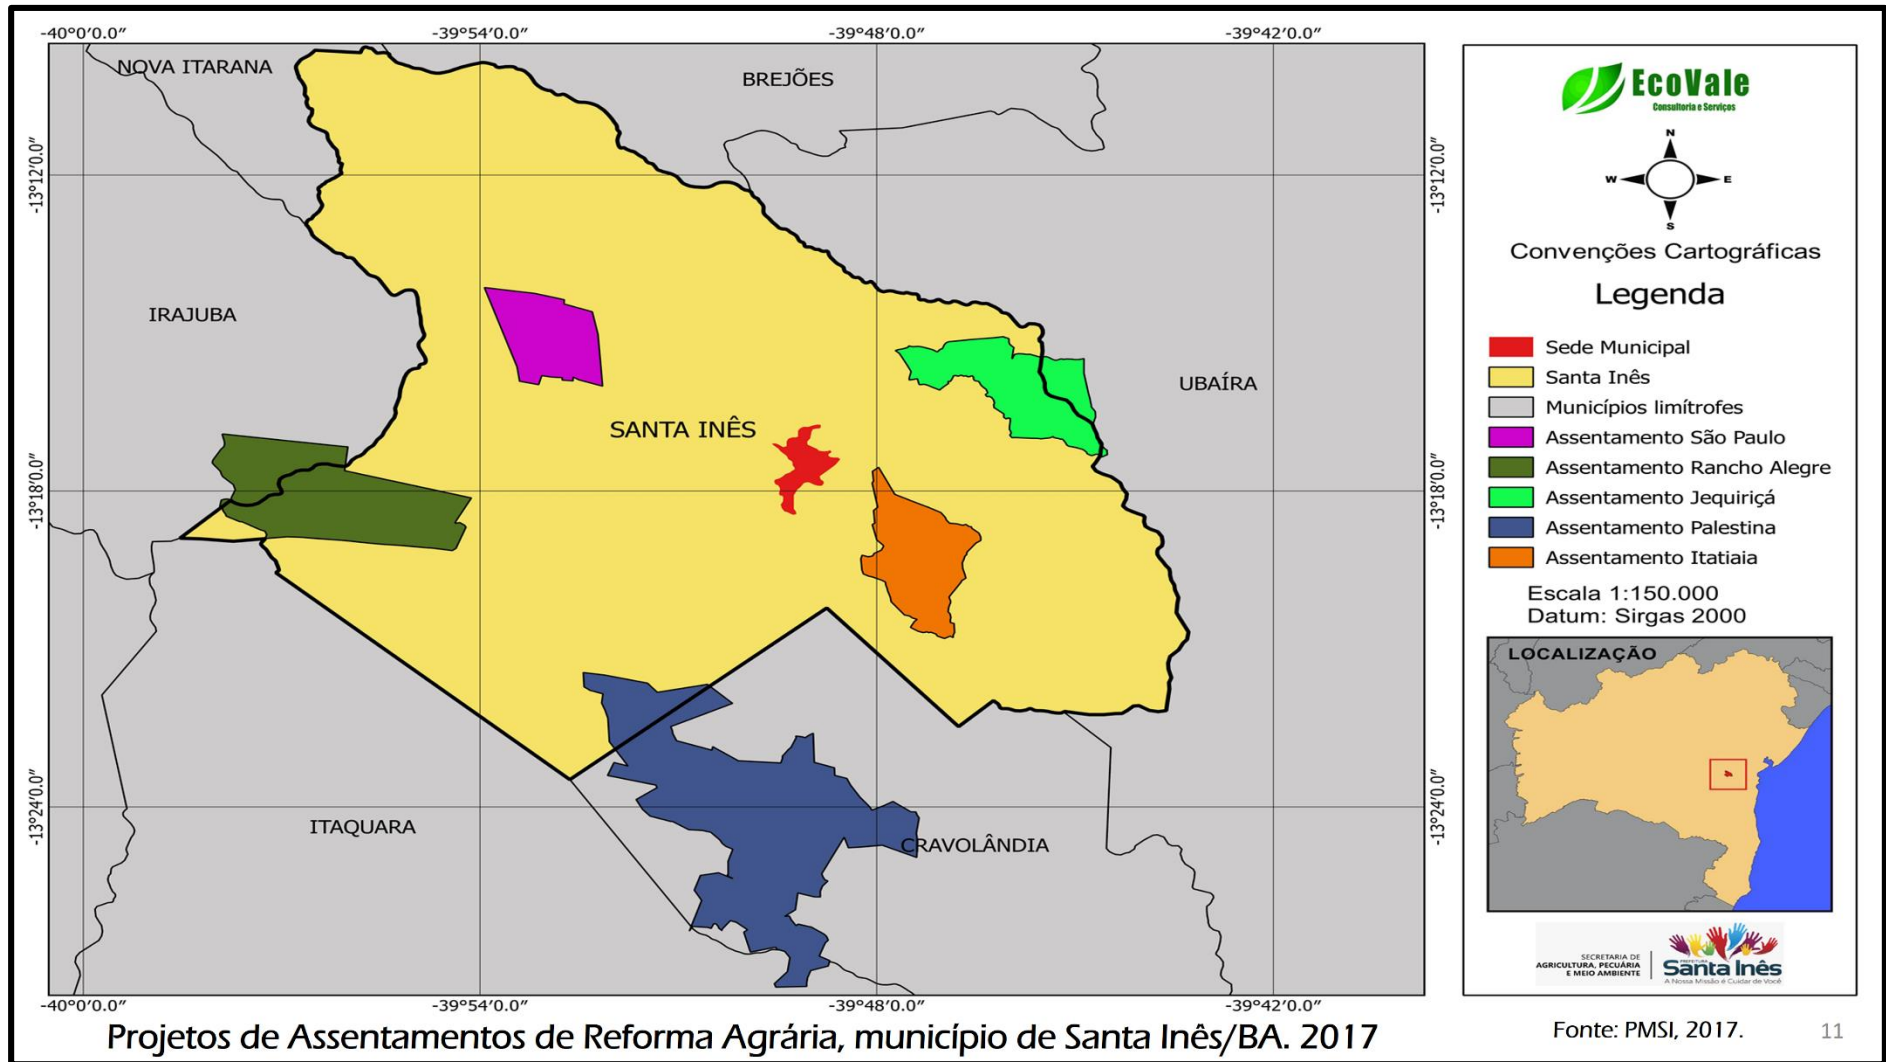 -40°0'0.0"
-39°54'0.0"
-39°48'0.0"
-39°42'0.0"
NOVA ITARANA
BREJÕES
-13°12'0.0"
-13°12'0.0"
IRAJUBA
UBAÍRA
SANTA INÊS
-13°18'0.0"
-13°18'0.0"
-13°24'0.0"
-13°24'0.0"
ITAQUARA
CRAVOLÂNDIA
-40°0'0.0"
-39°54'0.0"
-39°48'0.0"
-39°42'0.0"
EcoVale
Consultoria e Serviços
N
W
E
S
Convenções Cartográficas
Legenda
Sede Municipal
Santa Inês
Municípios limítrofes
Assentamento São Paulo
Assentamento Rancho Alegre
Assentamento Jequiriçá
Assentamento Palestina
Assentamento Itatiaia
Escala 1:150.000
Datum: Sirgas 2000
LOCALIZAÇÃO
SECRETARIA DE
AGRICULTURA, PECUÁRIA
E MEIO AMBIENTE
PREFEITURA
Santa Inês
A Nossa Missão é Cuidar de Você
Projetos de Assentamentos de Reforma Agrária, município de Santa Inês/BA. 2017
Fonte: PMSI, 2017.
11